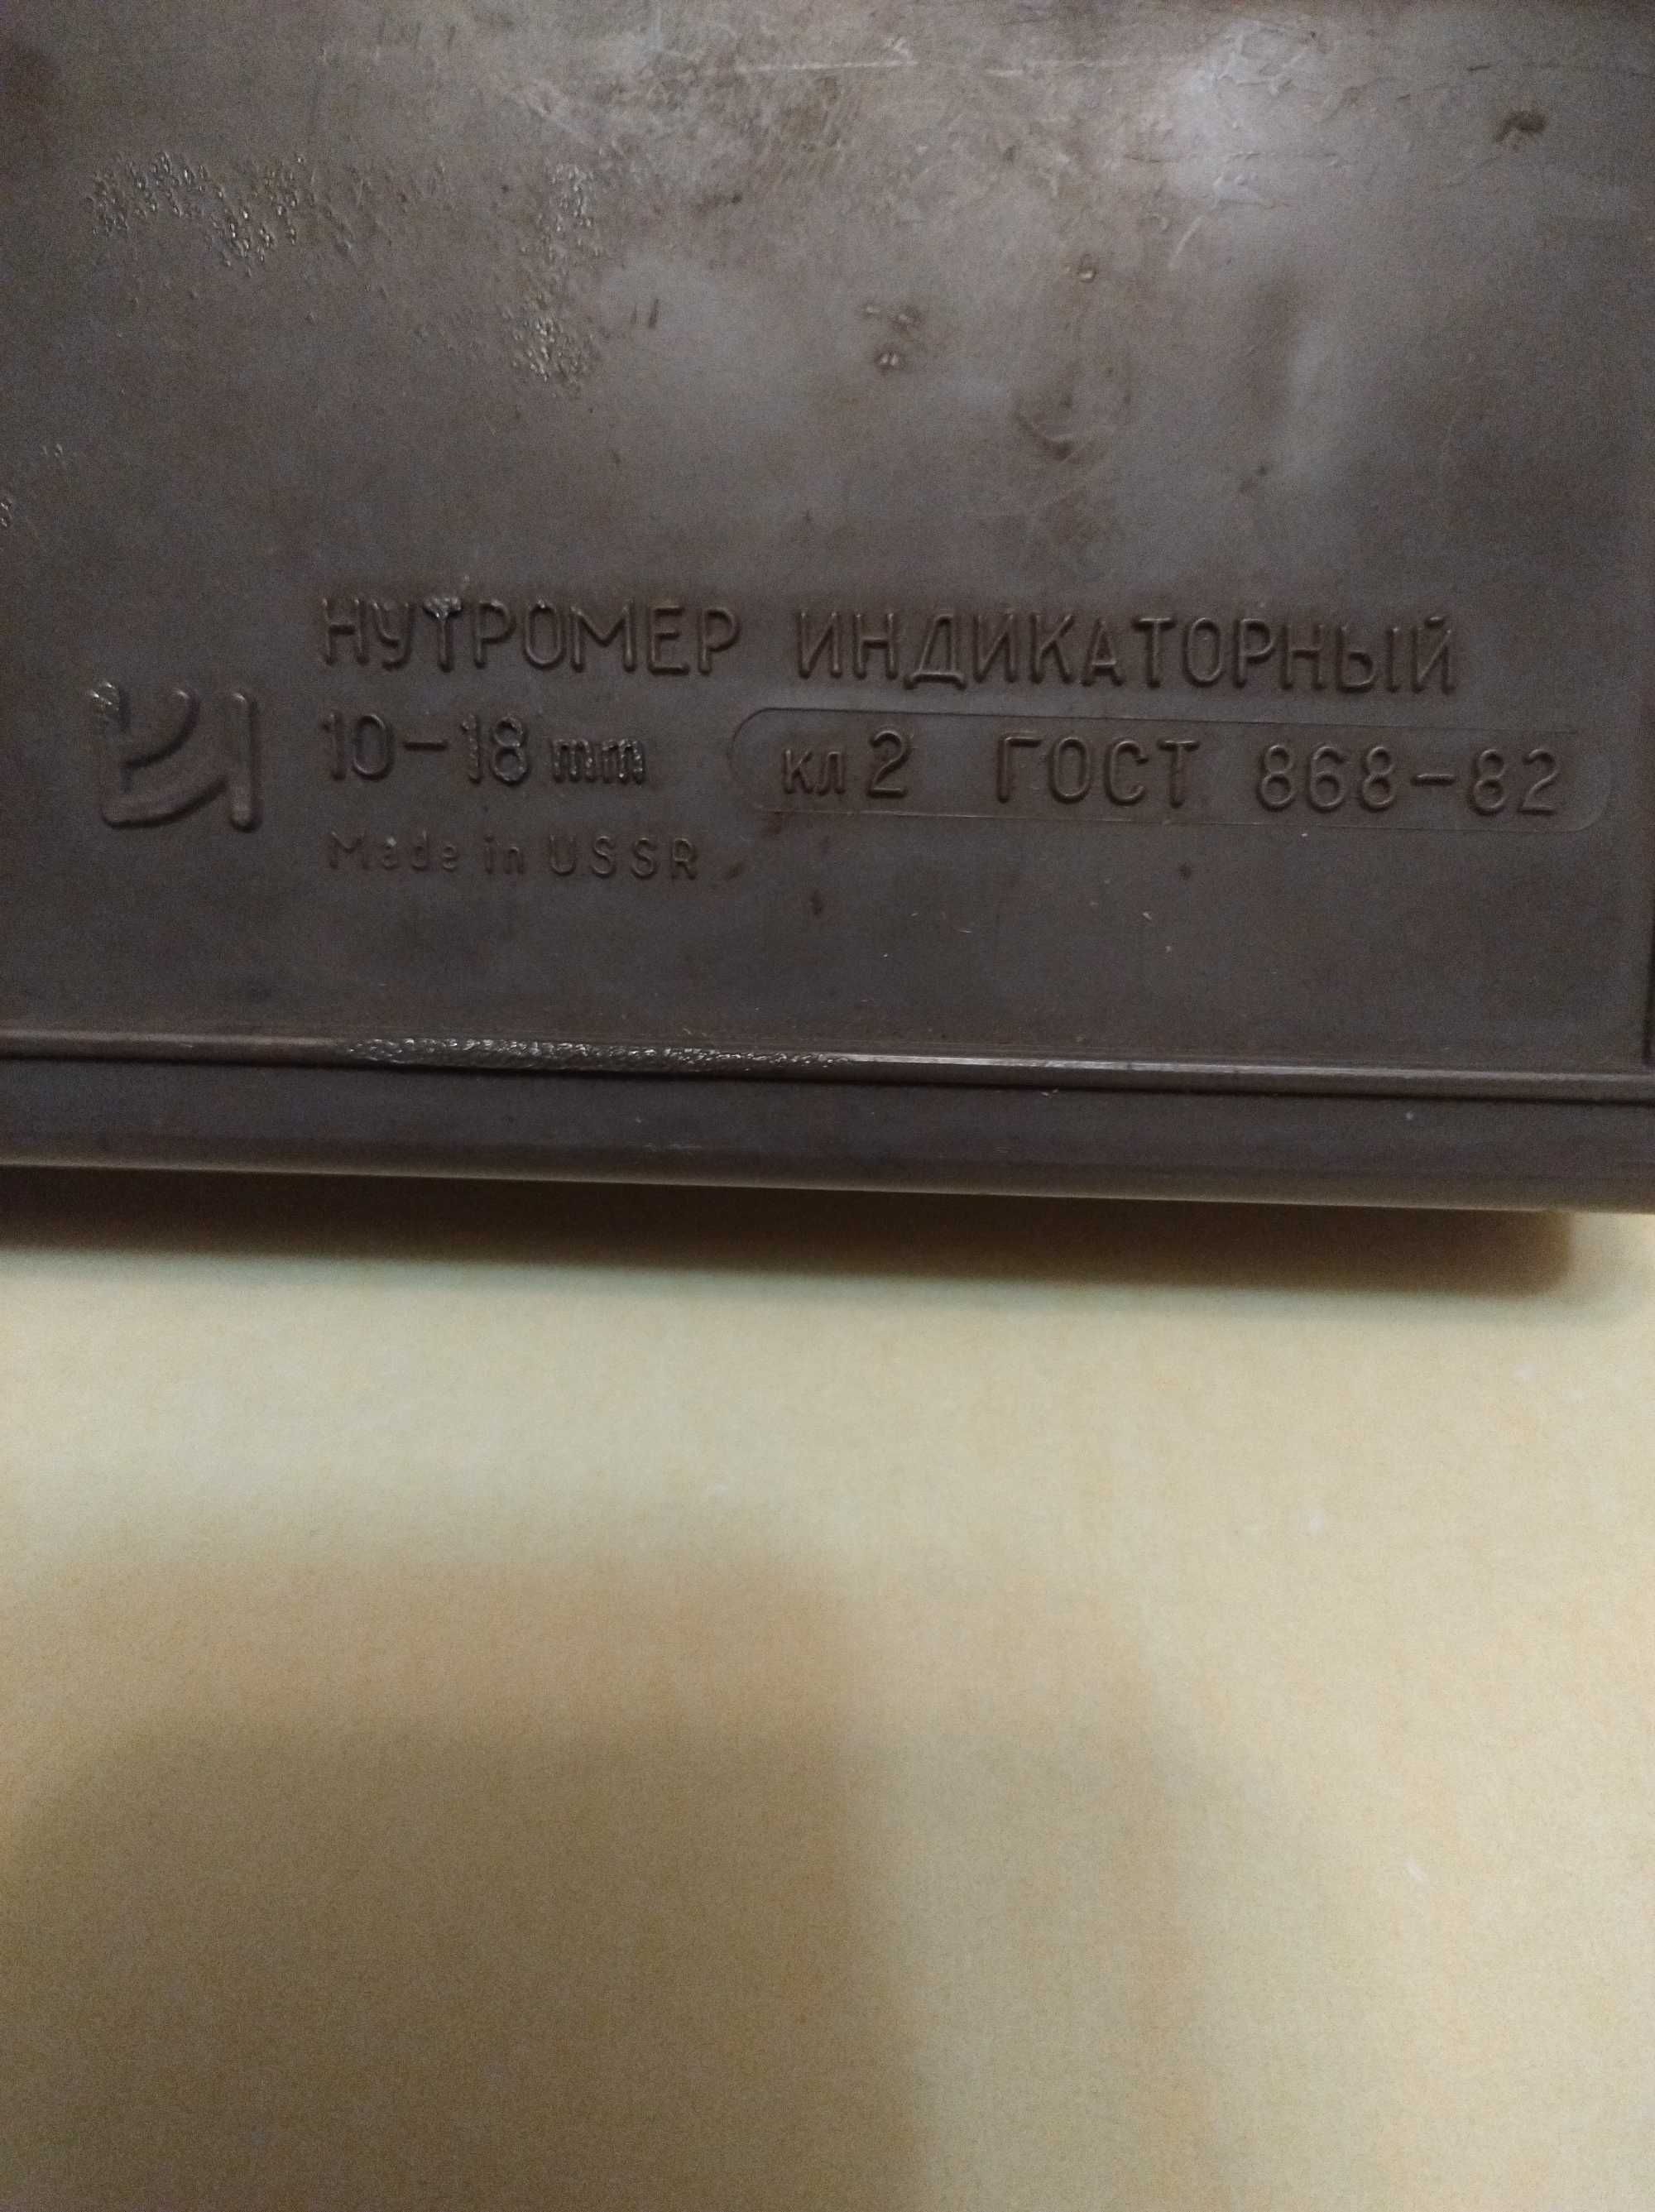 НУТРОМЕР ИНДИКАТОРНЫЙ
10-18 mm кл 2 ГОСТ 868-82
Made in USSR